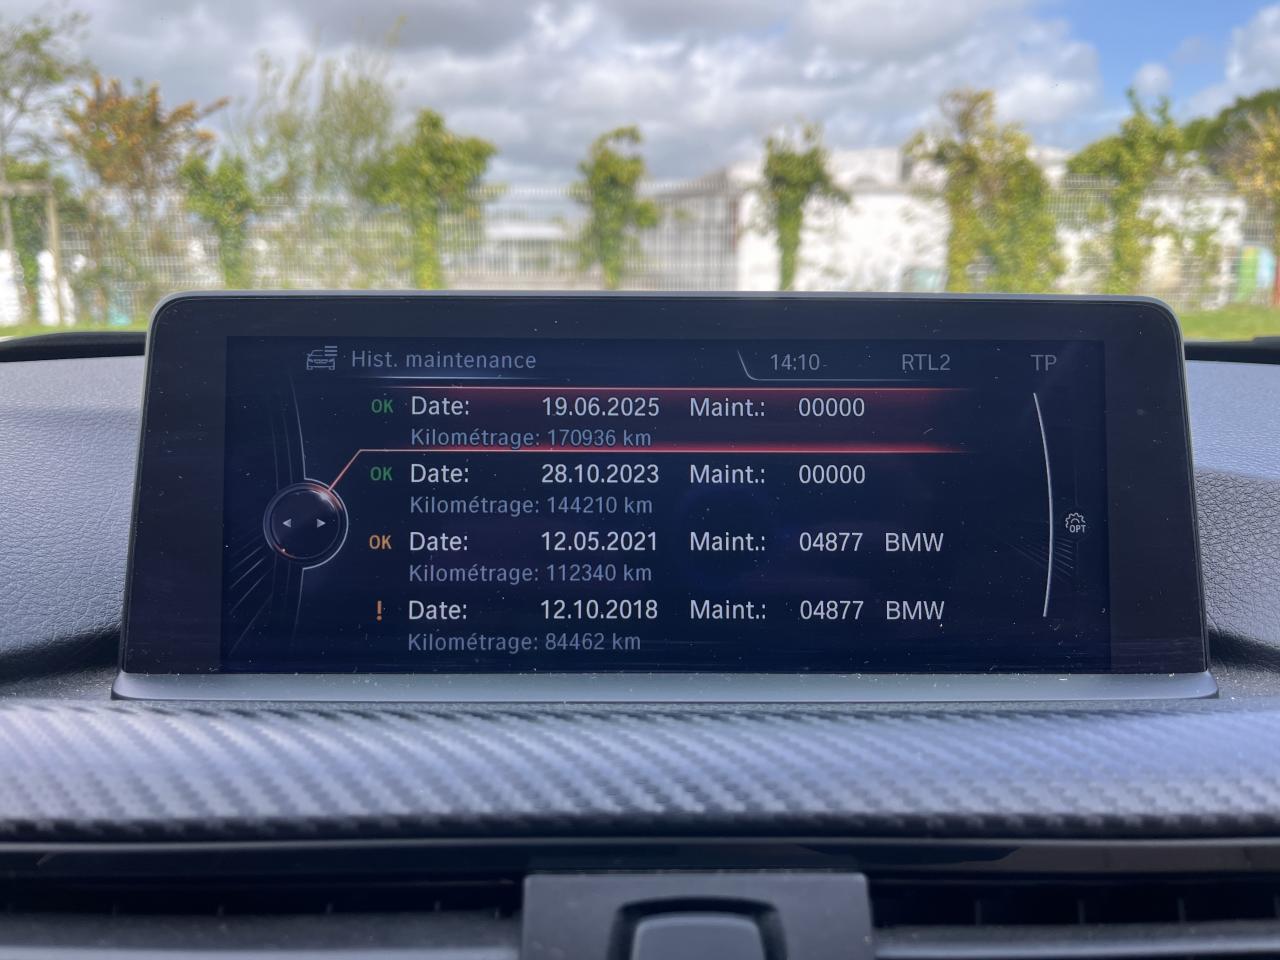 Hist. maintenance 14:10 RTL2 TP
OK Date: 19.06.2025 Maint.: 00000
Kilométrage: 170936 km
OK Date: 28.10.2023 Maint.: 00000
Kilométrage: 144210 km
OK Date: 12.05.2021 Maint.: 04877 BMW
Kilométrage: 112340 km
! Date: 12.10.2018 Maint.: 04877 BMW
Kilométrage: 84462 km
OPT